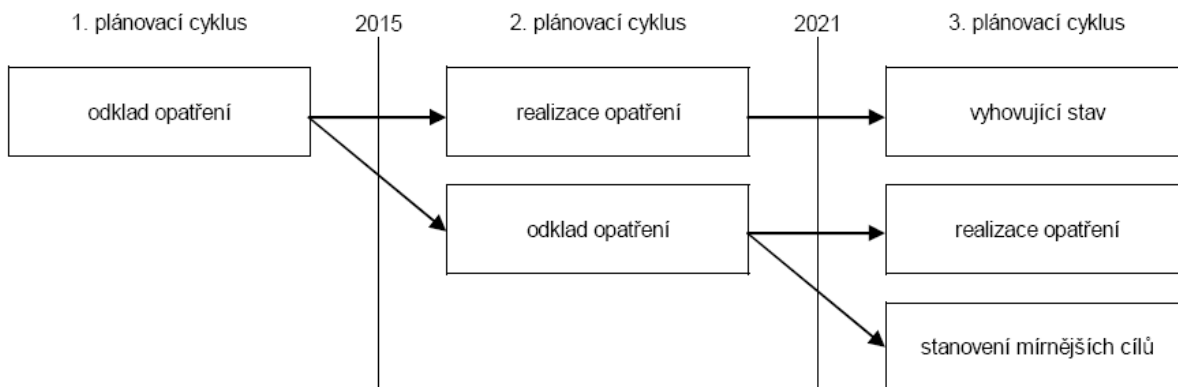 1. plánovací cyklus
2015
2. plánovací cyklus
2021
3. plánovací cyklus
odklad opatření
realizace opatření
vyhovující stav
odklad opatření
realizace opatření
stanovení mírnějších cílů